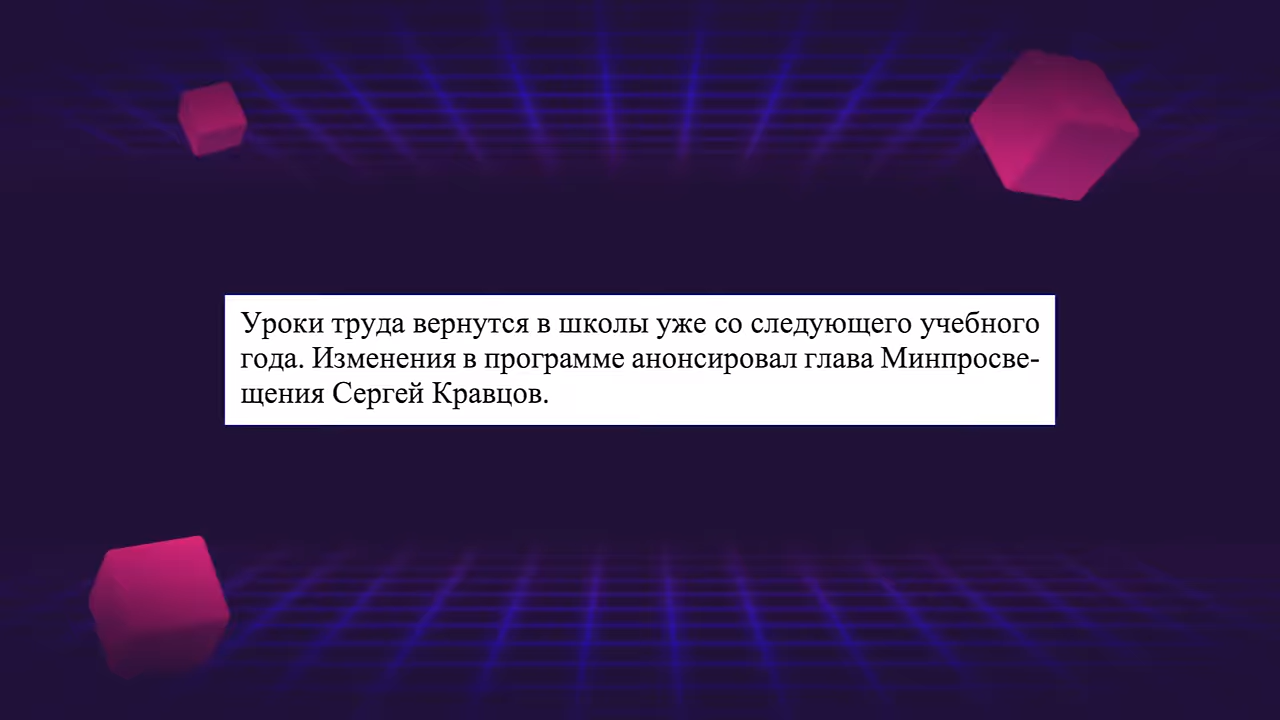 Уроки труда вернутся в школы уже со следующего учебного
года. Изменения в программе анонсировал глава Минпросве-
щения Сергей Кравцов.